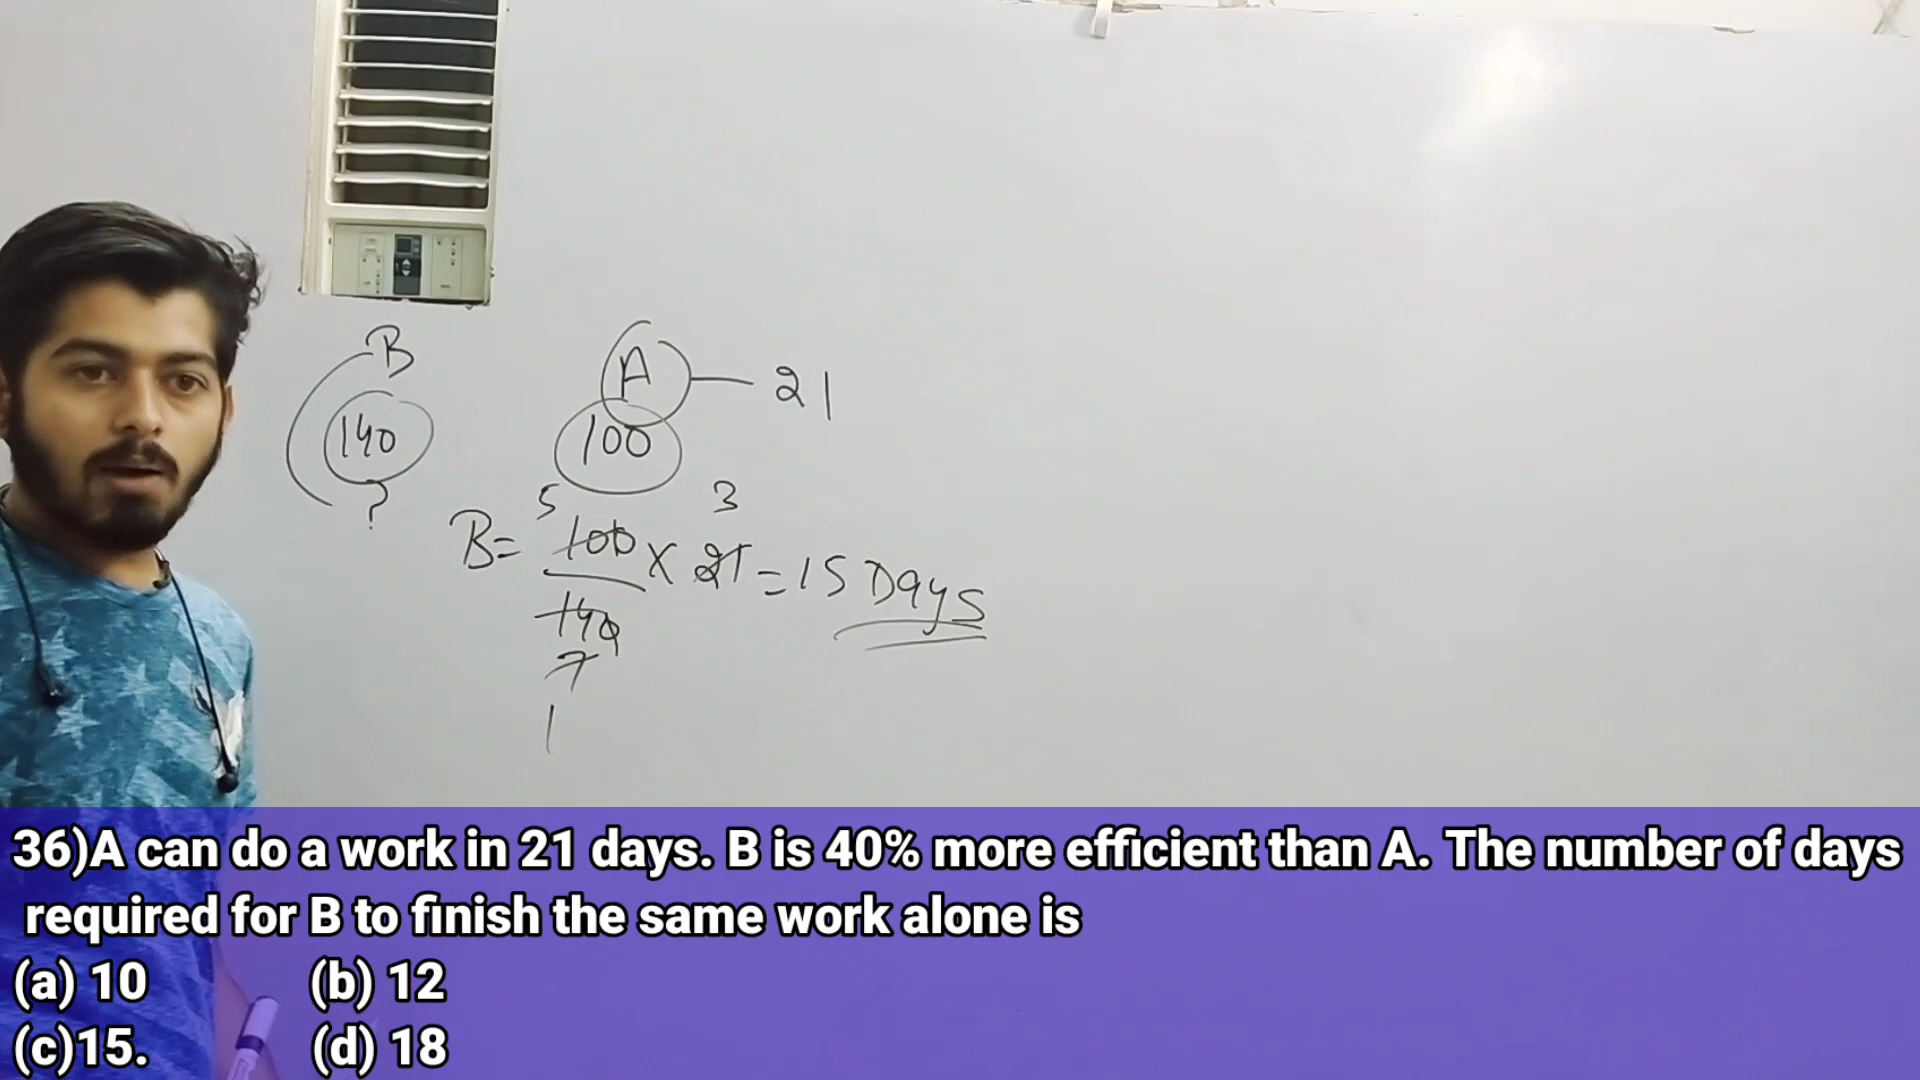 B A — 21
140 100
?
5 3
B= 100 X 21 = 15 Days
140
7
1
36)A can do a work in 21 days. B is 40% more efficient than A. The number of days
required for B to finish the same work alone is
(a) 10 (b) 12
(c)15. (d) 18